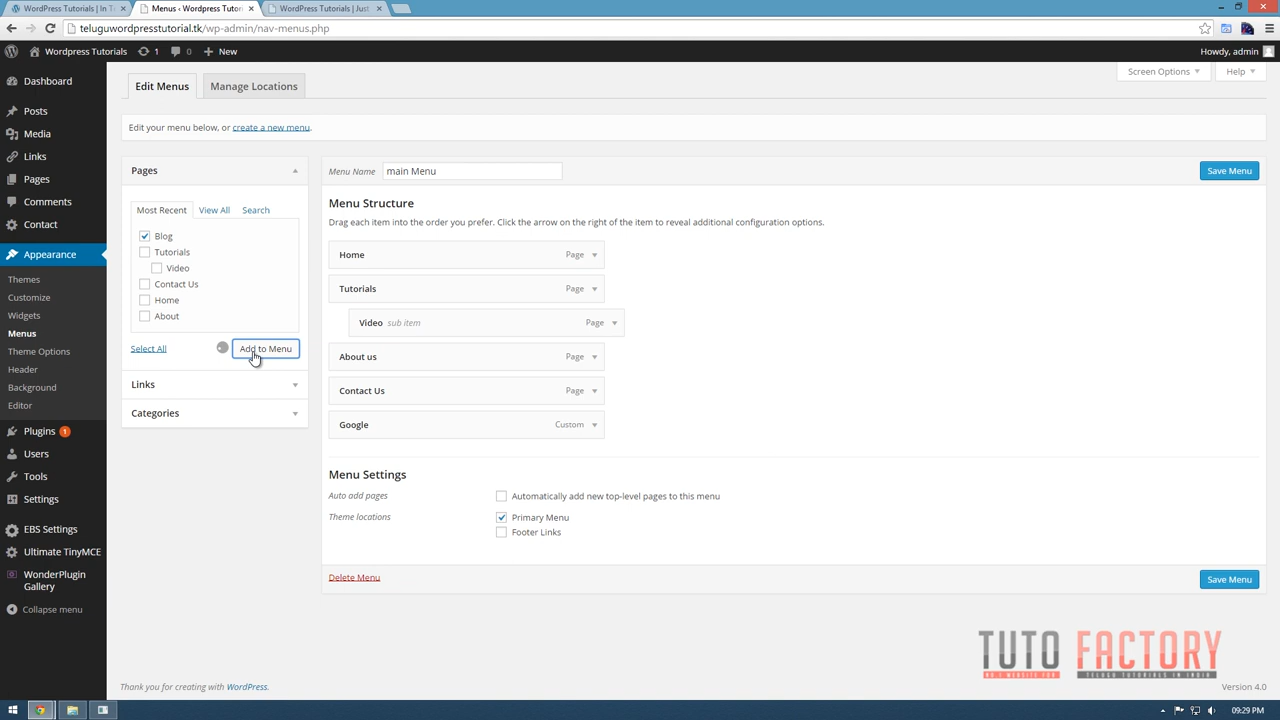 WordPress Tutorials | In T
Menus ‹ Wordpress Tutor
WordPress Tutorials | Just
teluguwordpresstutorial.tk/wp-admin/nav-menus.php
Wordpress Tutorials
1
0
+ New
Howdy, admin
Edit Menus
Manage Locations
Screen Options
Help
Edit your menu below, or create a new menu.
Dashboard
Posts
Media
Links
Pages
Comments
Contact
Appearance
Themes
Customize
Widgets
Menus
Theme Options
Header
Background
Editor
Plugins 1
Users
Tools
Settings
EBS Settings
Ultimate TinyMCE
WonderPlugin
Gallery
Collapse menu
Pages
Most Recent
View All
Search
Blog
Tutorials
Video
Contact Us
Home
About
Select All
Add to Menu
Links
Categories
Menu Name
main Menu
Save Menu
Menu Structure
Drag each item into the order you prefer. Click the arrow on the right of the item to reveal additional configuration options.
Home Page
Tutorials Page
Video sub item Page
About us Page
Contact Us Page
Google Custom
Menu Settings
Auto add pages
Automatically add new top-level pages to this menu
Theme locations
Primary Menu
Footer Links
Delete Menu
Save Menu
TUTO FACTORY
NO.1 WEBSITE FOR TELUGU TUTORIALS IN INDIA
Thank you for creating with WordPress.
Version 4.0
09:29 PM